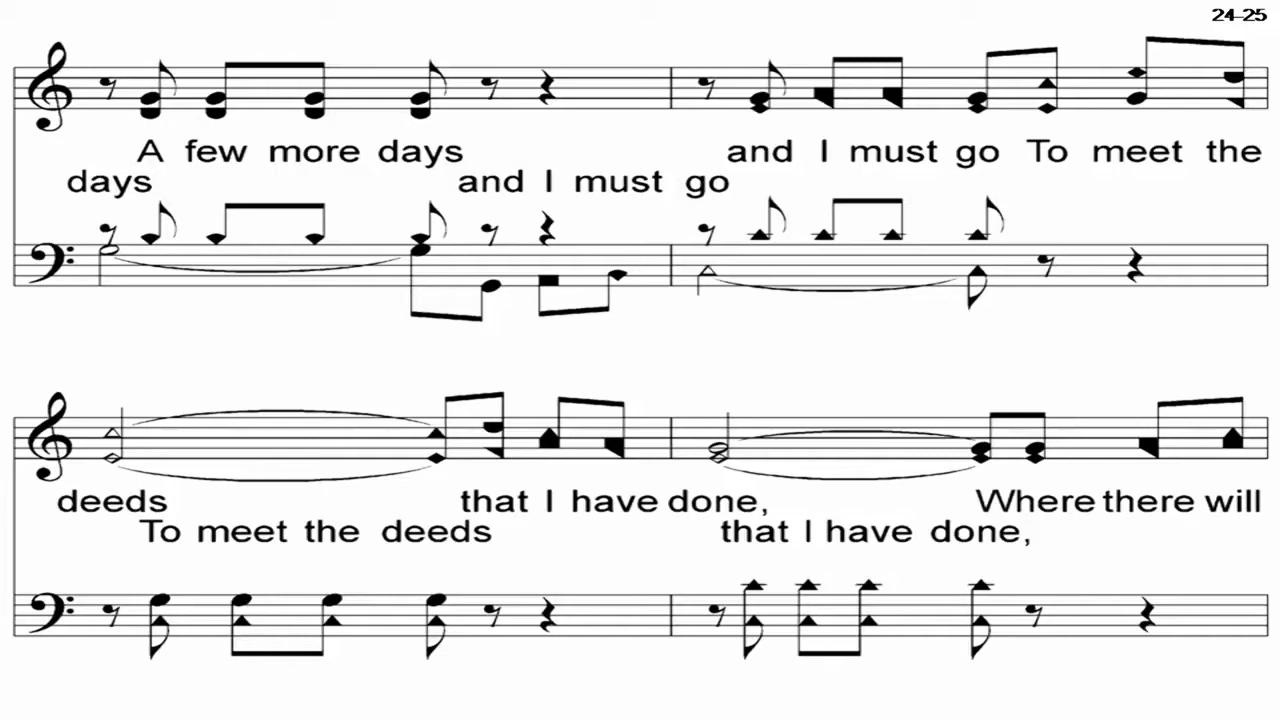 24-25
A few more days and I must go To meet the
days and I must go
deeds that I have done, Where there will
To meet the deeds that I have done,